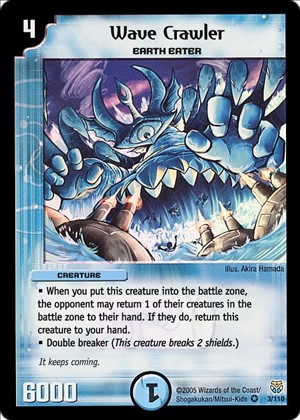 4
Wave Crawler
EARTH EATER
illus. Akira Hamada
CREATURE
▪ When you put this creature into the battle zone,
the opponent may return 1 of their creatures in the
battle zone to their hand. If they do, return this
creature to your hand.
▪ Double breaker (This creature breaks 2 shields.)
It keeps coming.
6000
1
©2005 Wizards of the Coast/
Shogakukan/Mitsui-Kids ✪ 3/110